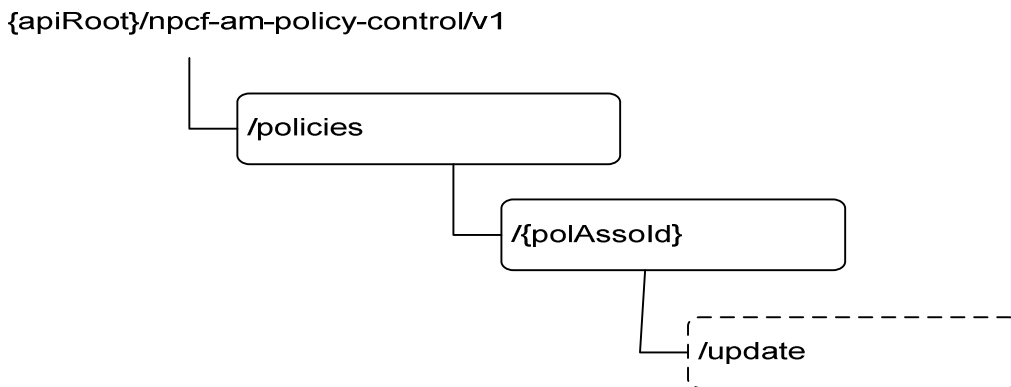 {apiRoot}/npcf-am-policy-control/v1
/policies
/{polAssoId}
/update